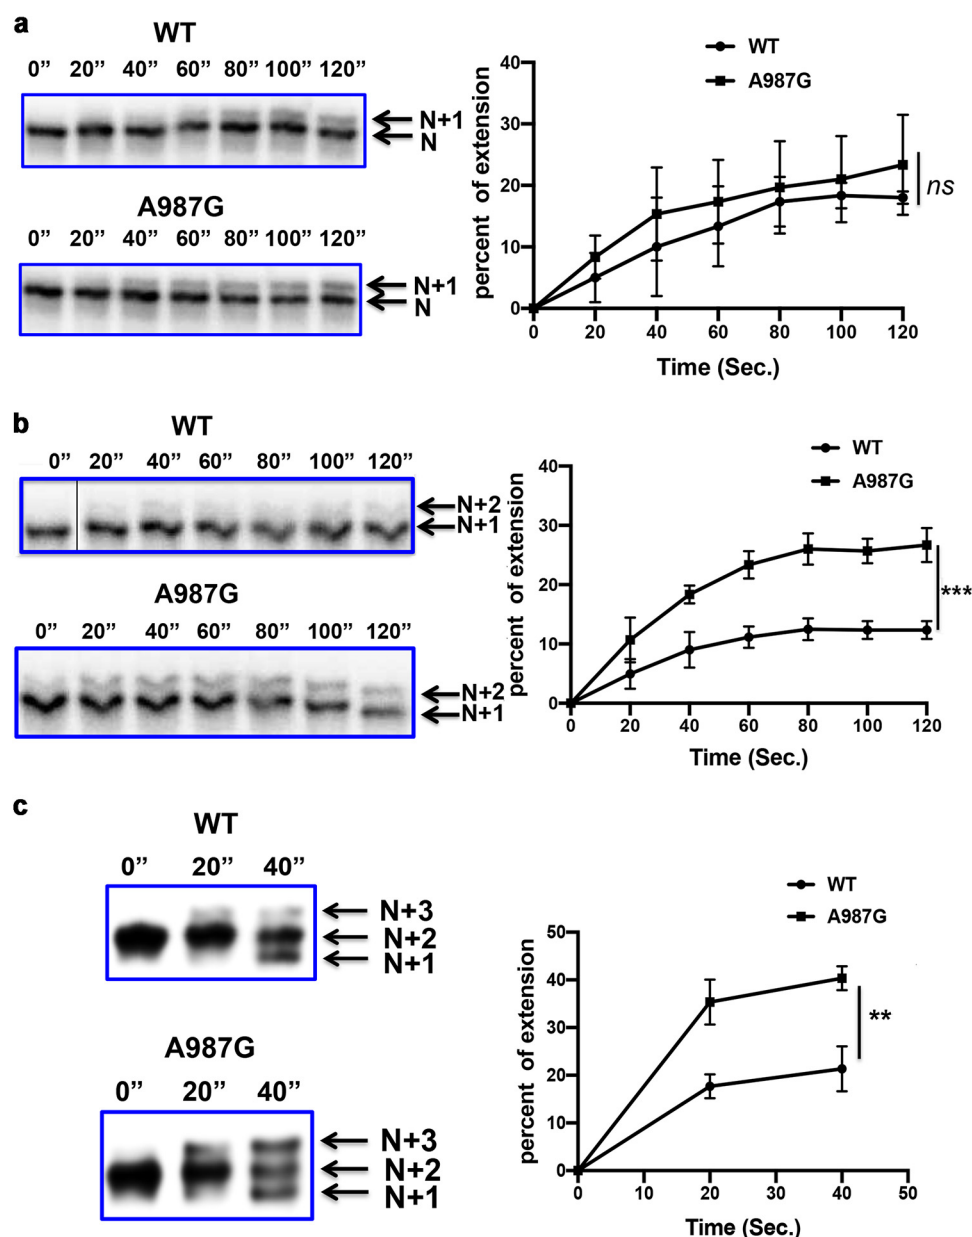 a
WT
0” 20” 40” 60” 80” 100” 120”
N+1
N
A987G
0” 20” 40” 60” 80” 100” 120”
N+1
N
WT
A987G
40
30
20
10
0
percent of extension
0 20 40 60 80 100 120
Time (Sec.)
ns
b
WT
0” 20” 40” 60” 80” 100” 120”
N+2
N+1
A987G
0” 20” 40” 60” 80” 100” 120”
N+2
N+1
WT
A987G
40
30
20
10
0
percent of extension
0 20 40 60 80 100 120
Time (Sec.)
***
c
WT
0” 20” 40”
N+3
N+2
N+1
A987G
0” 20” 40”
N+3
N+2
N+1
WT
A987G
50
40
30
20
10
0
percent of extension
0 10 20 30 40 50
Time (Sec.)
**